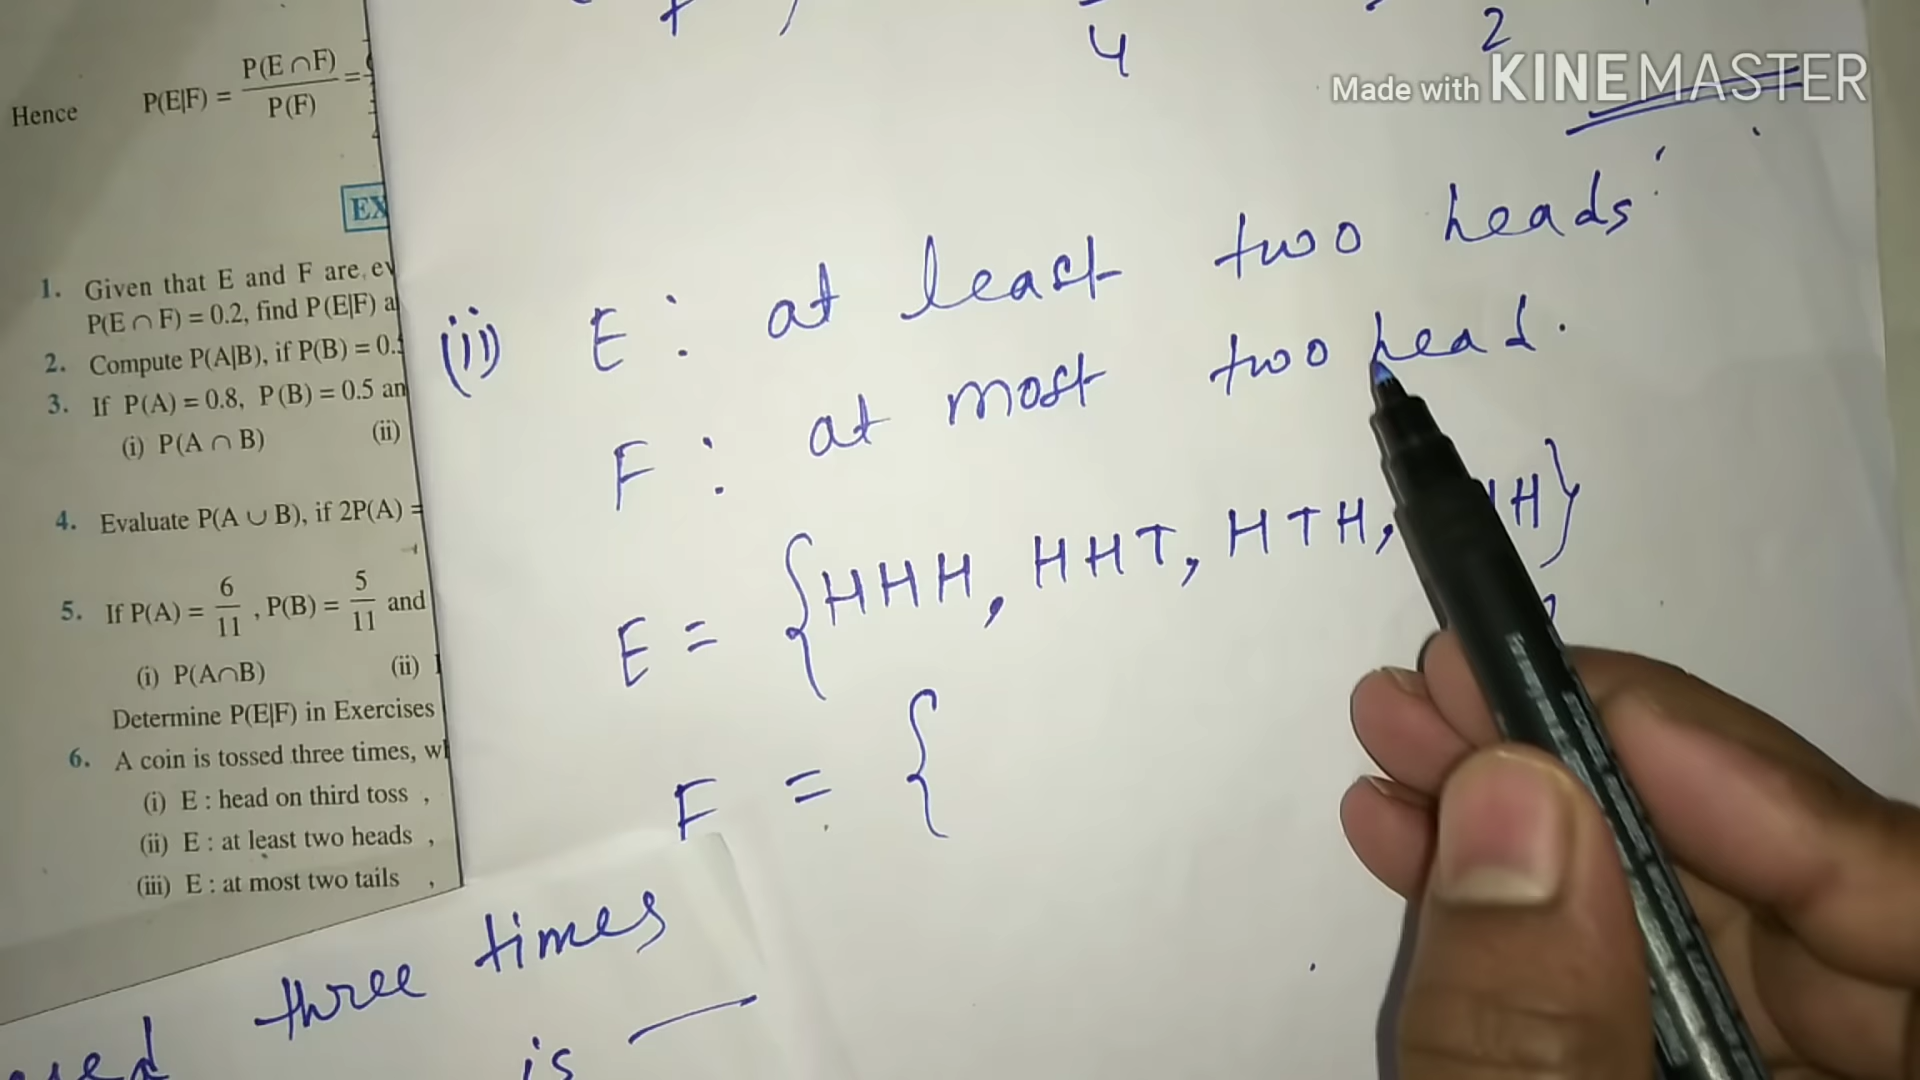 Hence P(E|F) = P(E ∩ F) / P(F) =
EX
1. Given that E and F are ev
P(E ∩ F) = 0.2, find P(E|F) a
2. Compute P(A|B), if P(B) = 0.5
3. If P(A) = 0.8, P(B) = 0.5 an
(i) P(A ∩ B) (ii)
4. Evaluate P(A ∪ B), if 2P(A) =
5. If P(A) = 6/11, P(B) = 5/11 and
(i) P(A∩B) (ii)
Determine P(E|F) in Exercises
6. A coin is tossed three times, wh
(i) E : head on third toss ,
(ii) E : at least two heads ,
(iii) E : at most two tails ,
4 2
Made with KINEMASTER
(ii) E : at least two heads
F : at most two head.
E = {HHH, HHT, HTH, HH}
F = {
three times
is